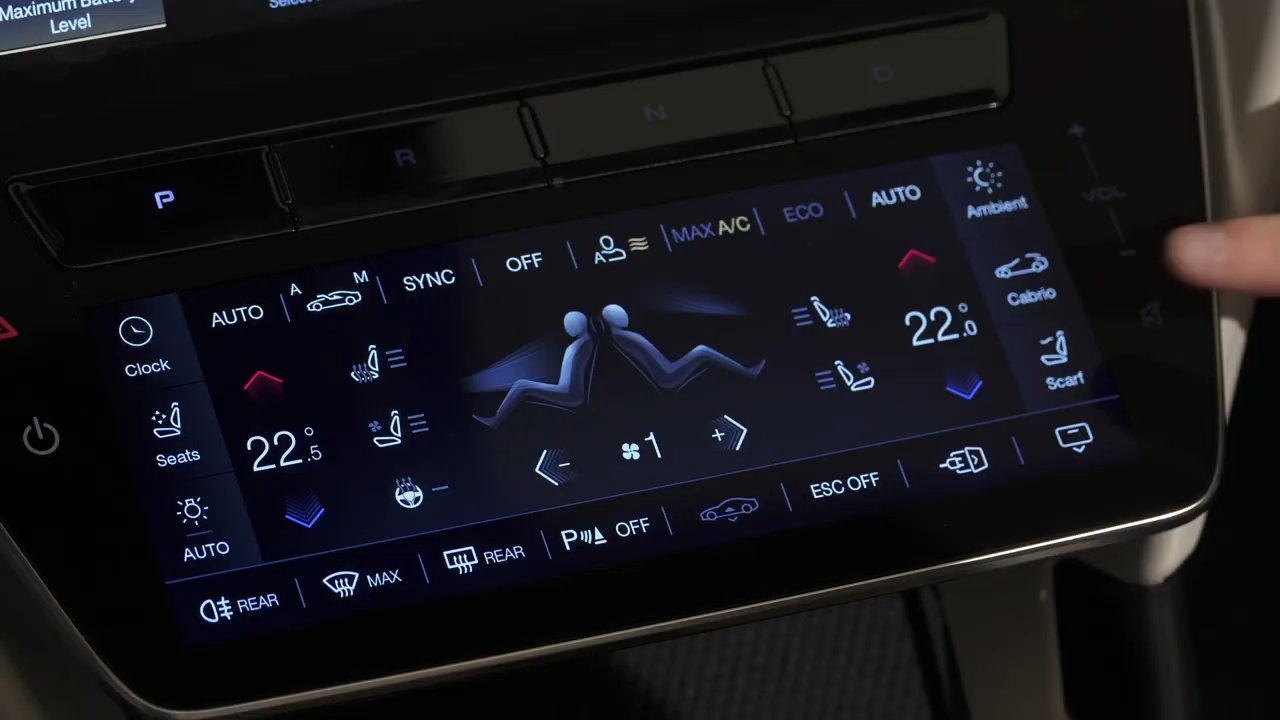 Maximum Battery
Level
Select
P R N D
+
VOL
−
AUTO A M SYNC OFF A MAX A/C ECO AUTO
Clock
Seats
AUTO
22.5
22.0
− 1 +
Ambient
Cabrio
Scarf
REAR MAX REAR P OFF ESC OFF